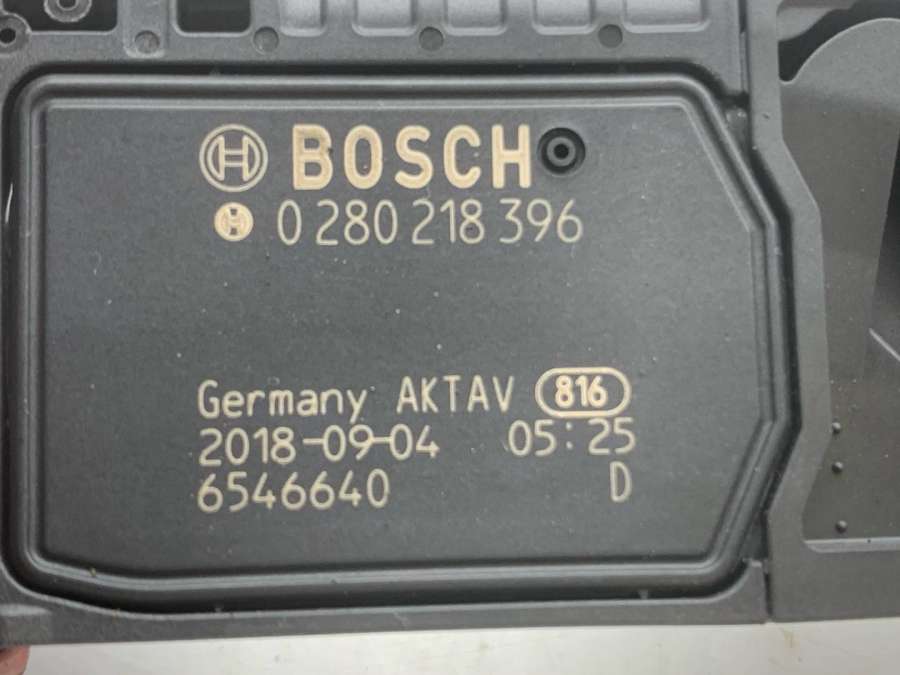 BOSCH
0 280 218 396
Germany AKTAV 816
2018-09-04 05:25
6546640 D